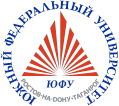 ЮЖНЫЙ ФЕДЕРАЛЬНЫЙ УНИВЕРСИТЕТ
ЮФУ
РОСТОВ-НА-ДОНУ-ТАГАНРОГ